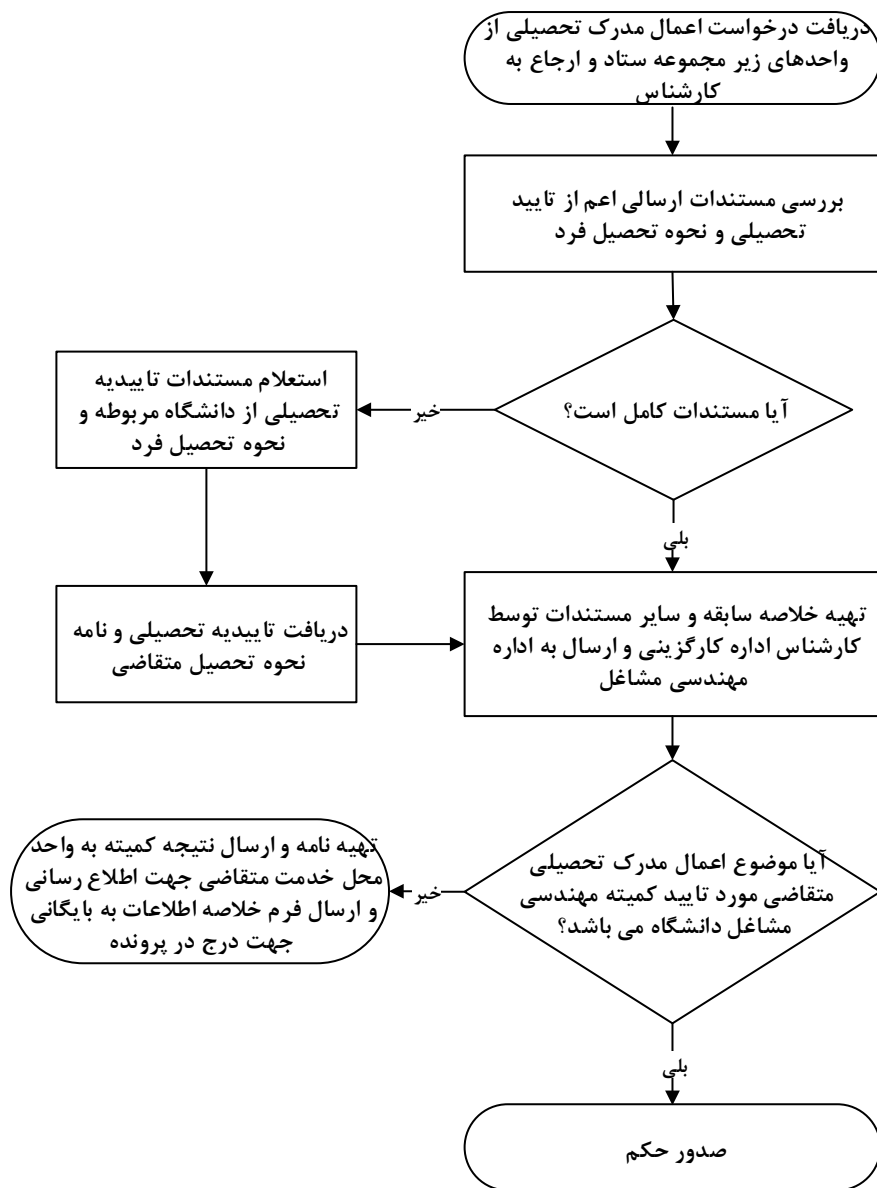 دریافت درخواست اعمال مدرک تحصیلی از
واحدهای زیر مجموعه ستاد و ارجاع به
کارشناس
بررسی مستندات ارسالی اعم از تایید
تحصیلی و نحوه تحصیل فرد
آیا مستندات کامل است؟
خیر
استعلام مستندات تاییدیه
تحصیلی از دانشگاه مربوطه و
نحوه تحصیل فرد
بلی
دریافت تاییدیه تحصیلی و نامه
نحوه تحصیل متقاضی
تهیه خلاصه سابقه و سایر مستندات توسط
کارشناس اداره کارگزینی و ارسال به اداره
مهندسی مشاغل
آیا موضوع اعمال مدرک تحصیلی
متقاضی مورد تایید کمیته مهندسی
مشاغل دانشگاه می باشد؟
خیر
تهیه نامه و ارسال نتیجه کمیته به واحد
محل خدمت متقاضی جهت اطلاع رسانی
و ارسال فرم خلاصه اطلاعات به بایگانی
جهت درج در پرونده
بلی
صدور حکم